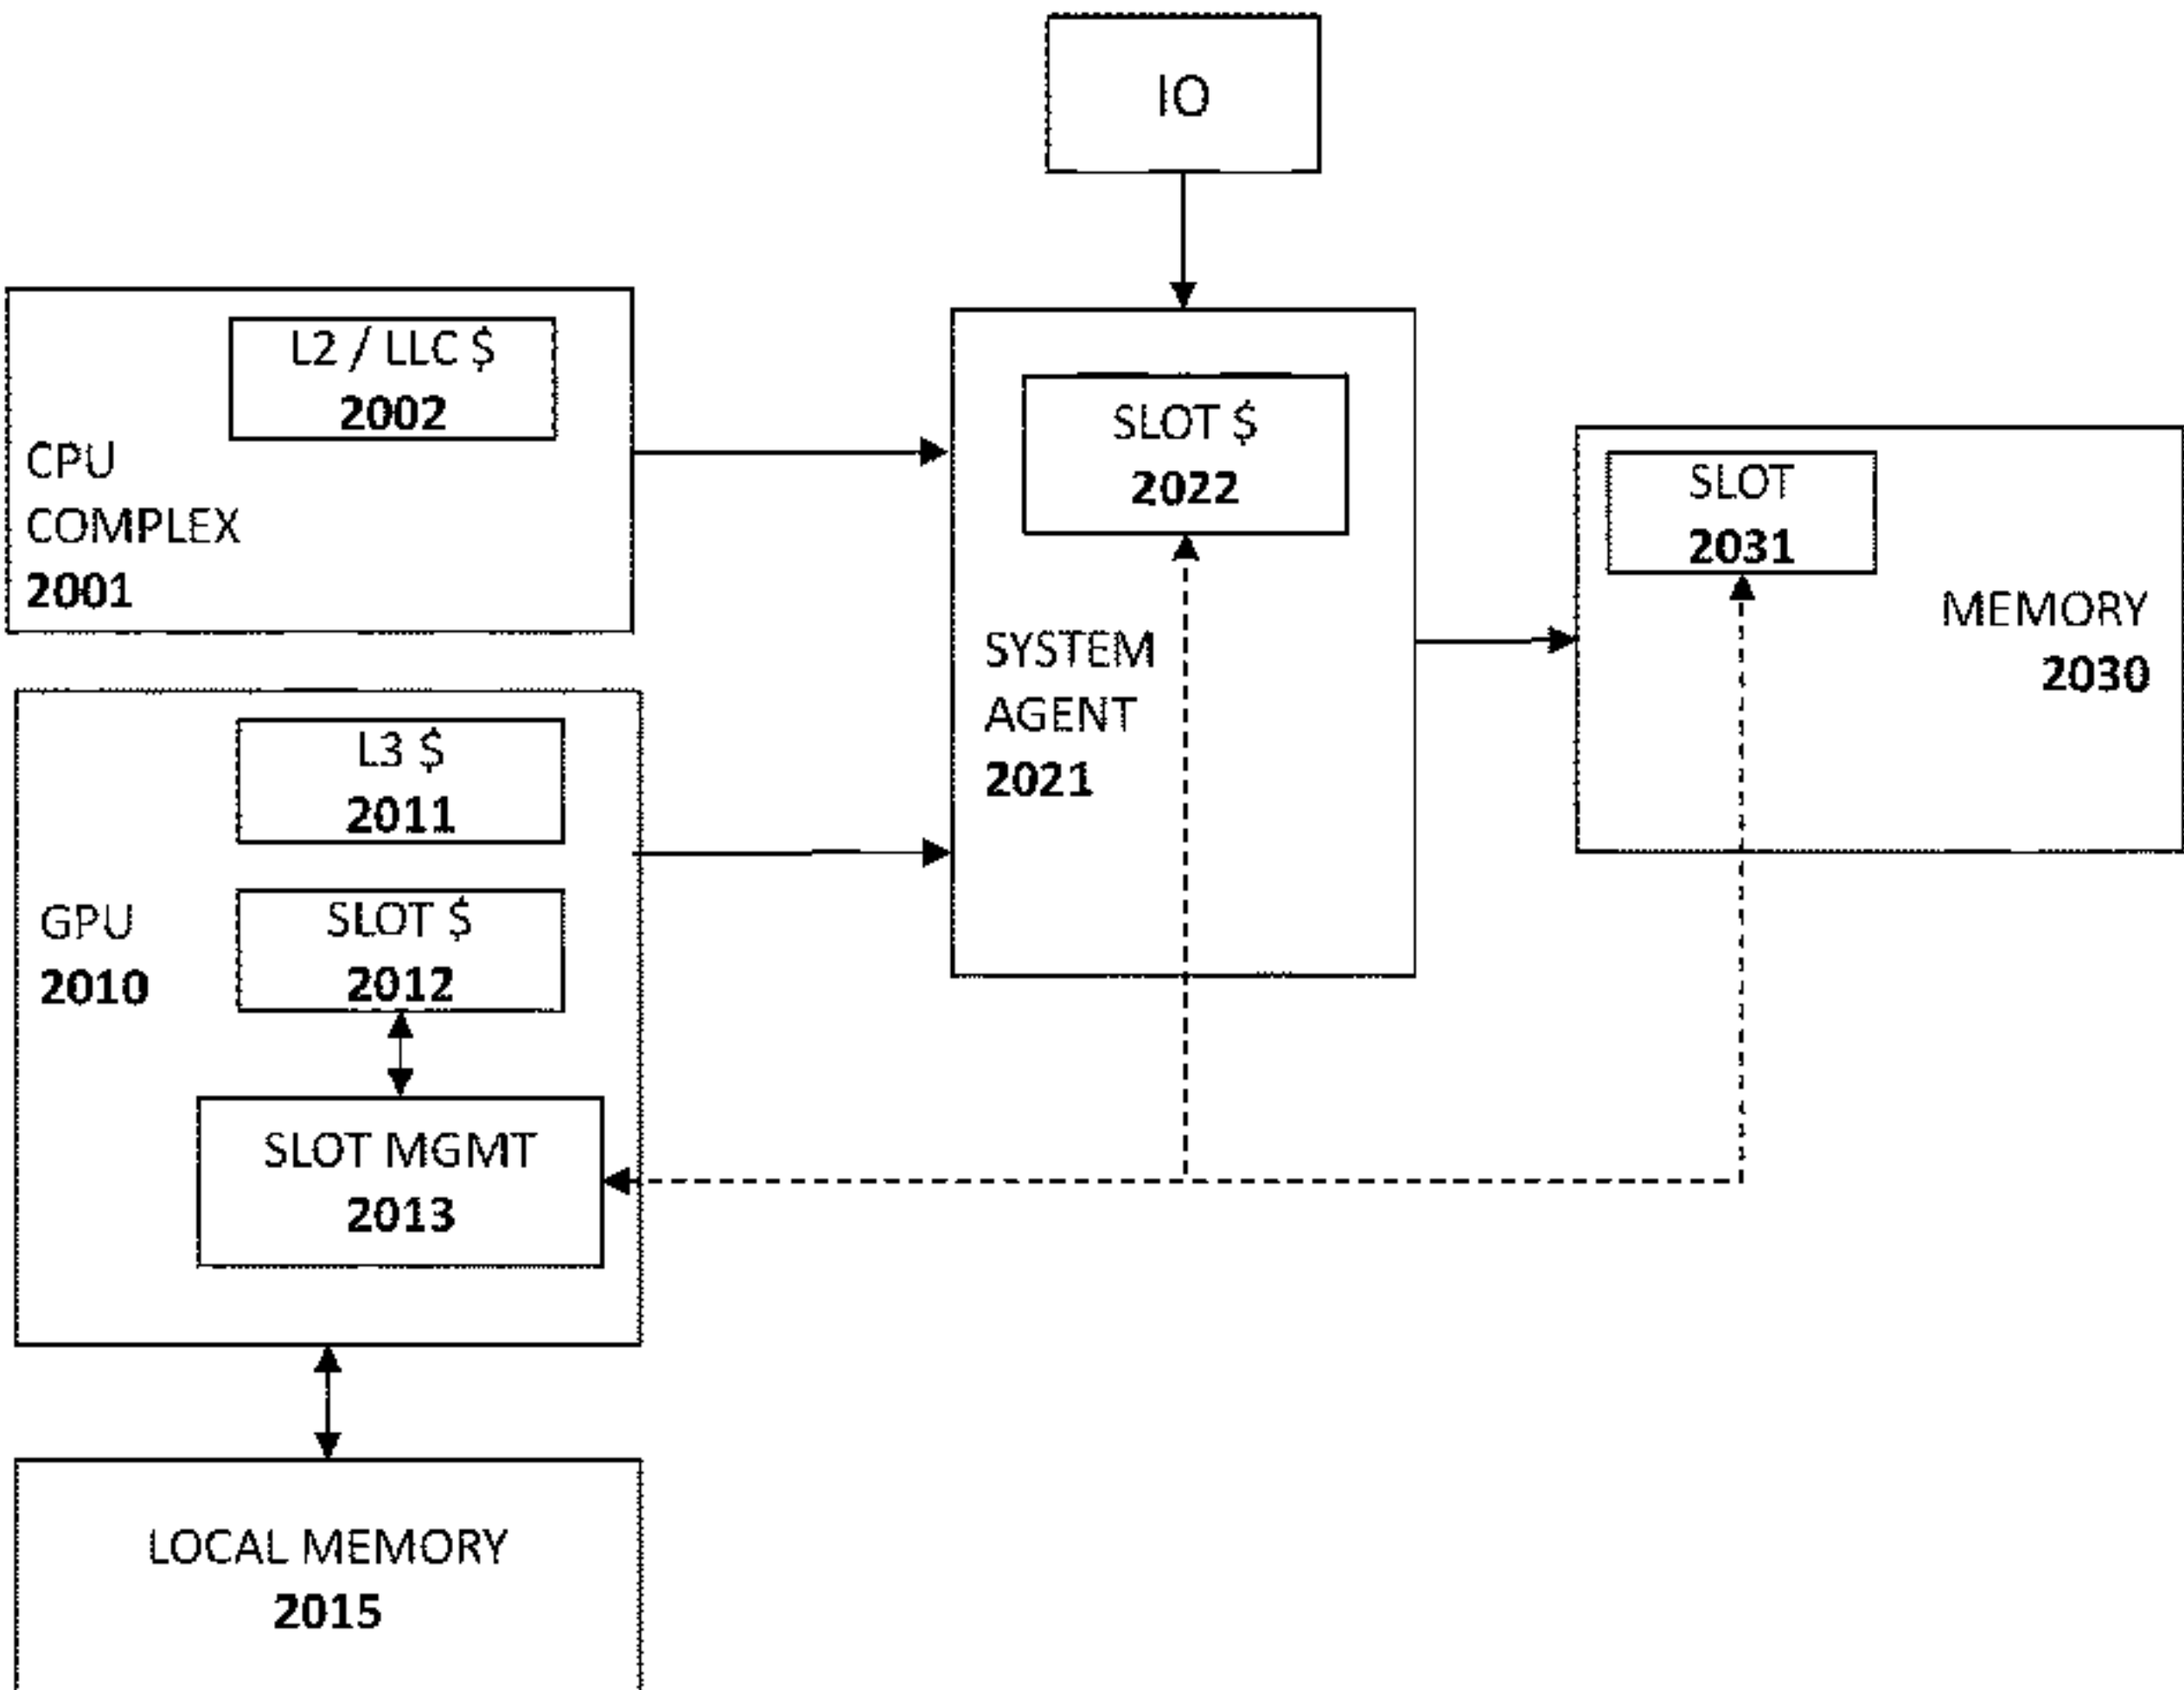 IO
L2 / LLC $
2002
CPU
COMPLEX
2001
SLOT $
2022
SYSTEM
AGENT
2021
SLOT
2031
MEMORY
2030
L3 $
2011
SLOT $
2012
GPU
2010
SLOT MGMT
2013
LOCAL MEMORY
2015